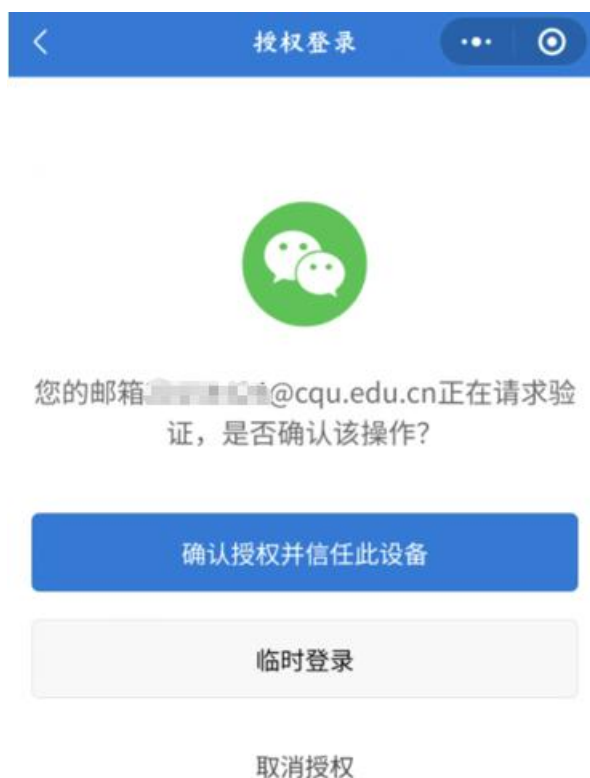 授权登录
您的邮箱@cqu.edu.cn正在请求验
证，是否确认该操作？
确认授权并信任此设备
临时登录
取消授权